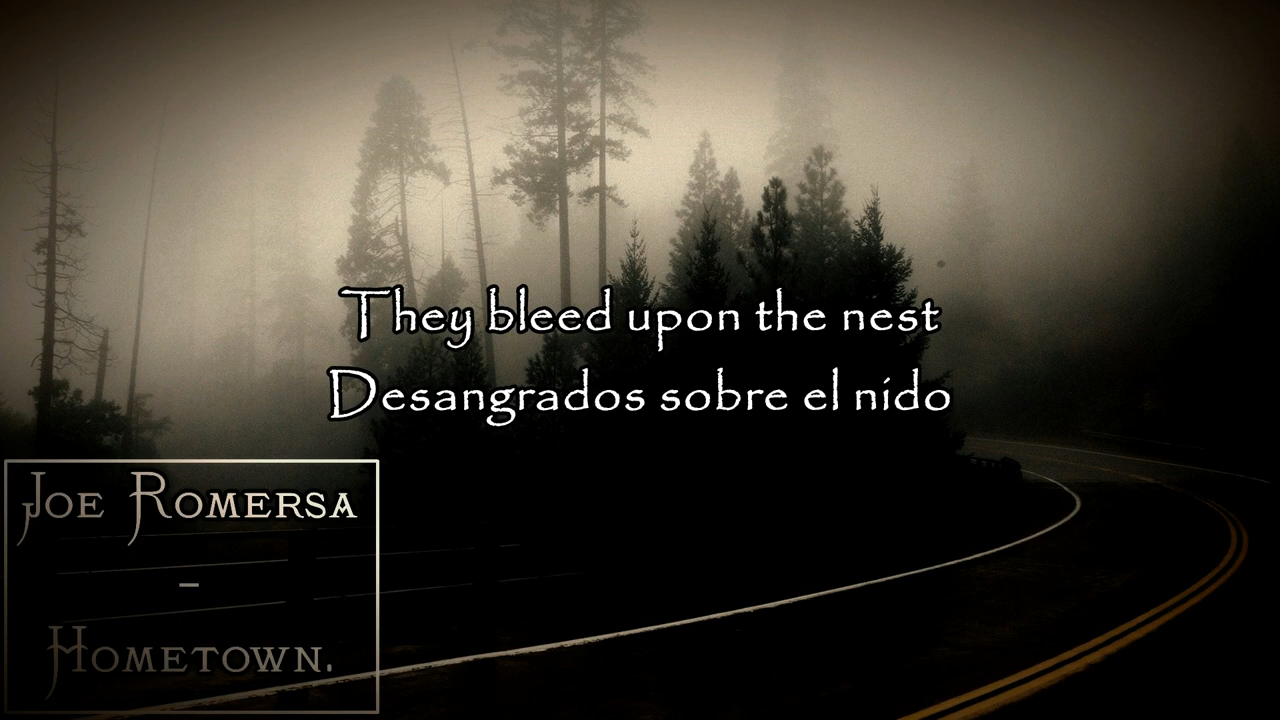 They bleed upon the nest
Desangrados sobre el nido
Joe Romersa
-
Hometown.